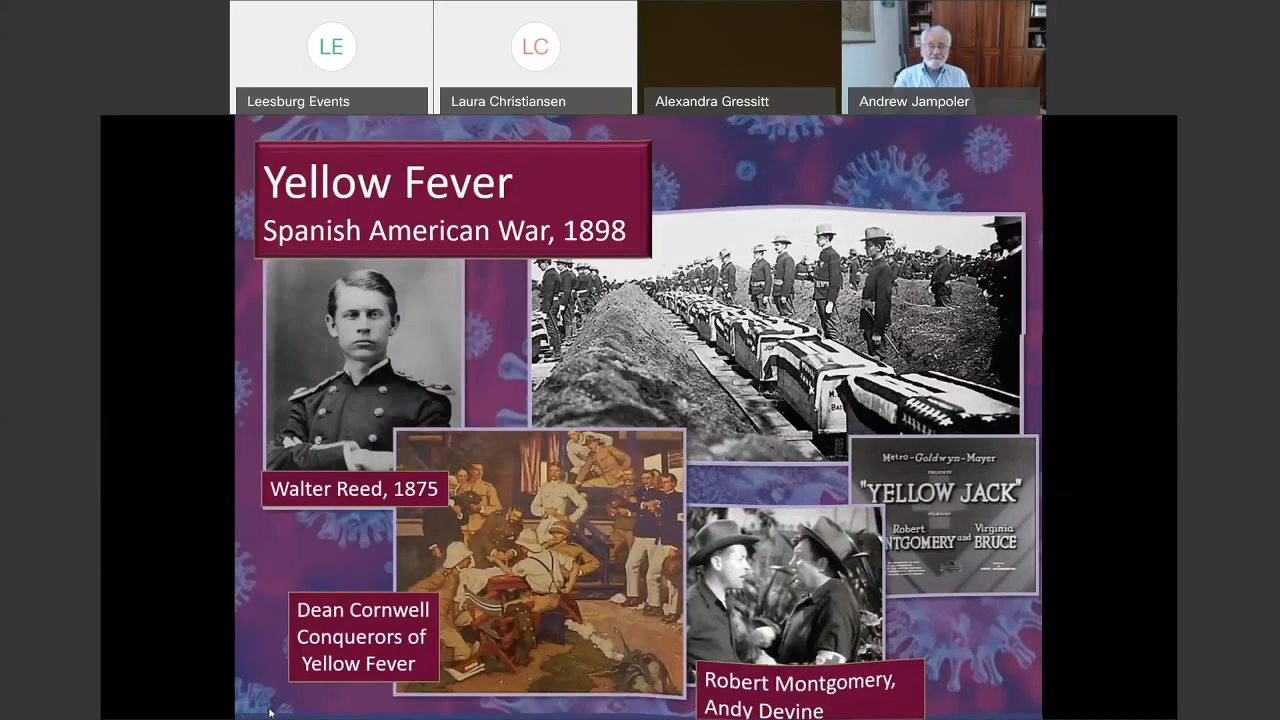 LE
LC
Leesburg Events
Laura Christiansen
Alexandra Gressitt
Andrew Jampoler
Yellow Fever
Spanish American War, 1898
Walter Reed, 1875
Metro-Goldwyn-Mayer
PRESENTS
"YELLOW JACK"
Robert Virginia
NTGOMERY and BRUCE
Dean Cornwell
Conquerors of
Yellow Fever
Robert Montgomery,
Andy Devine